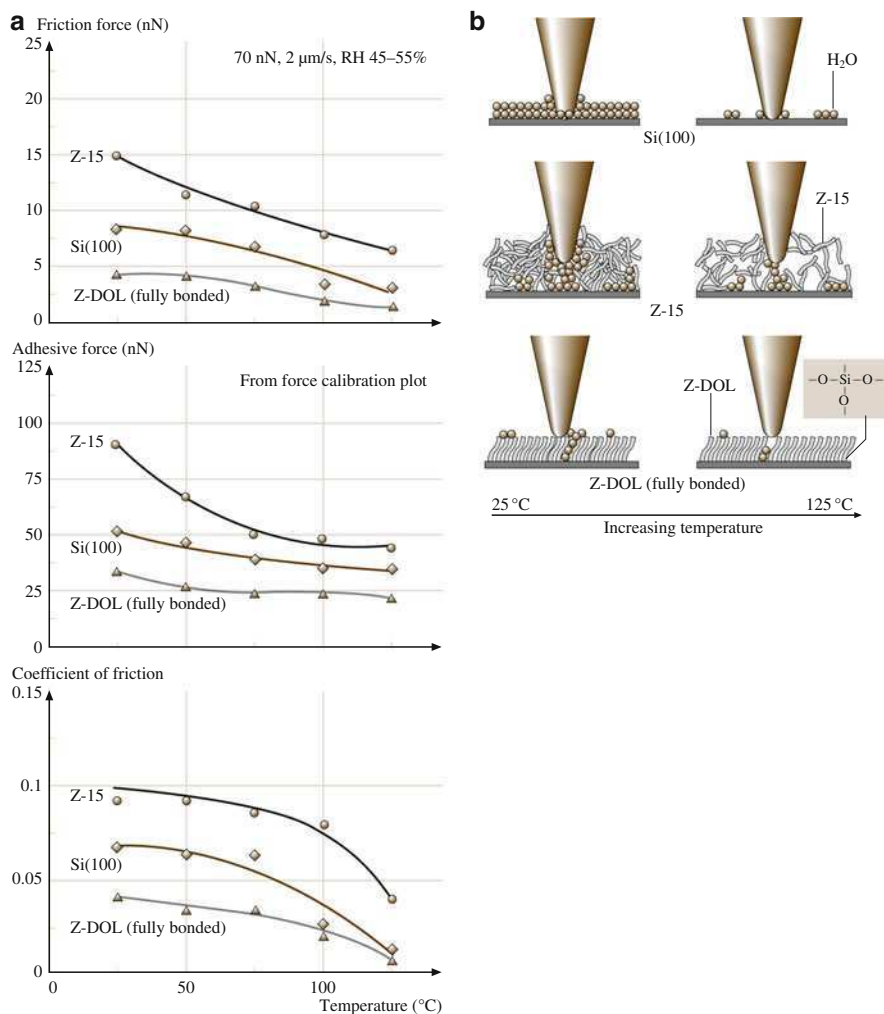 a
Friction force (nN)
25
70 nN, 2 μm/s, RH 45–55%
20
15
Z-15
10
Si(100)
5
Z-DOL (fully bonded)
0
Adhesive force (nN)
125
From force calibration plot
100
Z-15
75
50
Si(100)
25
Z-DOL (fully bonded)
0
Coefficient of friction
0.15
0.1
Z-15
Si(100)
0.05
Z-DOL (fully bonded)
0
0
50
100
Temperature (°C)
b
H₂O
Si(100)
Z-15
Z-15
Z-DOL
–O–Si–O–
O
Z-DOL (fully bonded)
25 °C
125 °C
Increasing temperature